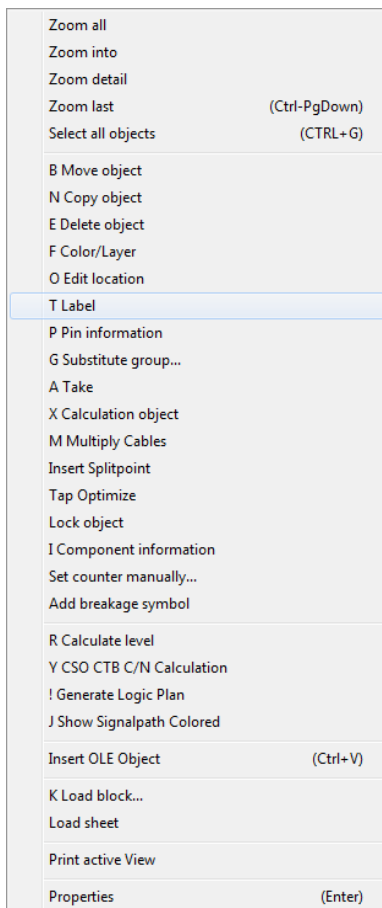 Zoom all
Zoom into
Zoom detail
Zoom last (Ctrl-PgDown)
Select all objects (CTRL+G)
B Move object
N Copy object
E Delete object
F Color/Layer
O Edit location
T Label
P Pin information
G Substitute group...
A Take
X Calculation object
M Multiply Cables
Insert Splitpoint
Tap Optimize
Lock object
I Component information
Set counter manually...
Add breakage symbol
R Calculate level
Y CSO CTB C/N Calculation
! Generate Logic Plan
J Show Signalpath Colored
Insert OLE Object (Ctrl+V)
K Load block...
Load sheet
Print active View
Properties (Enter)